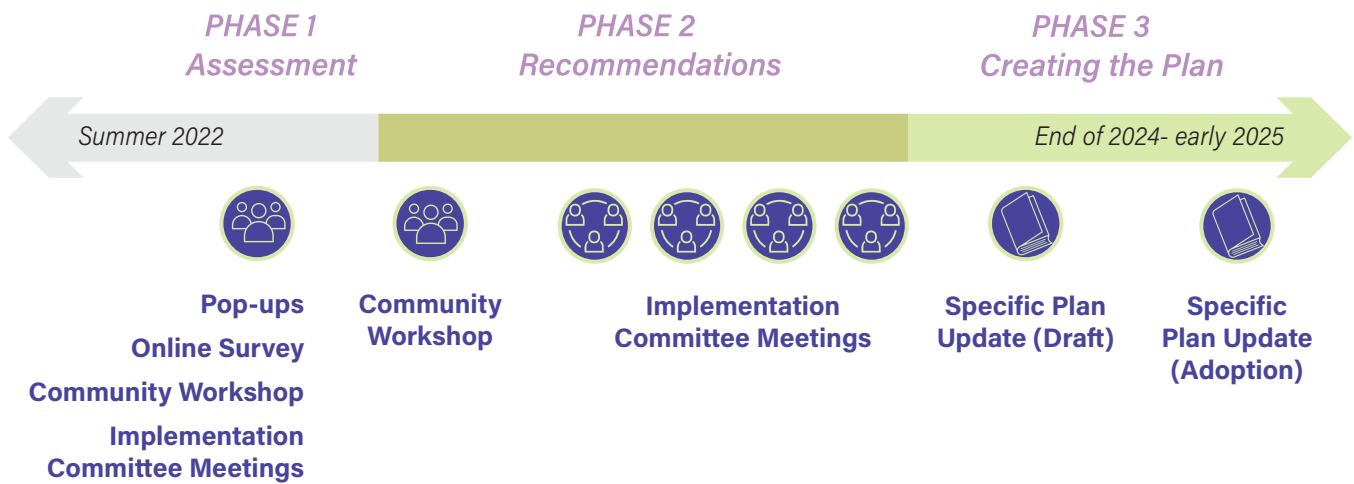 PHASE 1
Assessment
PHASE 2
Recommendations
PHASE 3
Creating the Plan
Summer 2022
End of 2024- early 2025
Pop-ups
Online Survey
Community Workshop
Implementation
Committee Meetings
Community
Workshop
Implementation
Committee Meetings
Specific Plan
Update (Draft)
Specific
Plan Update
(Adoption)